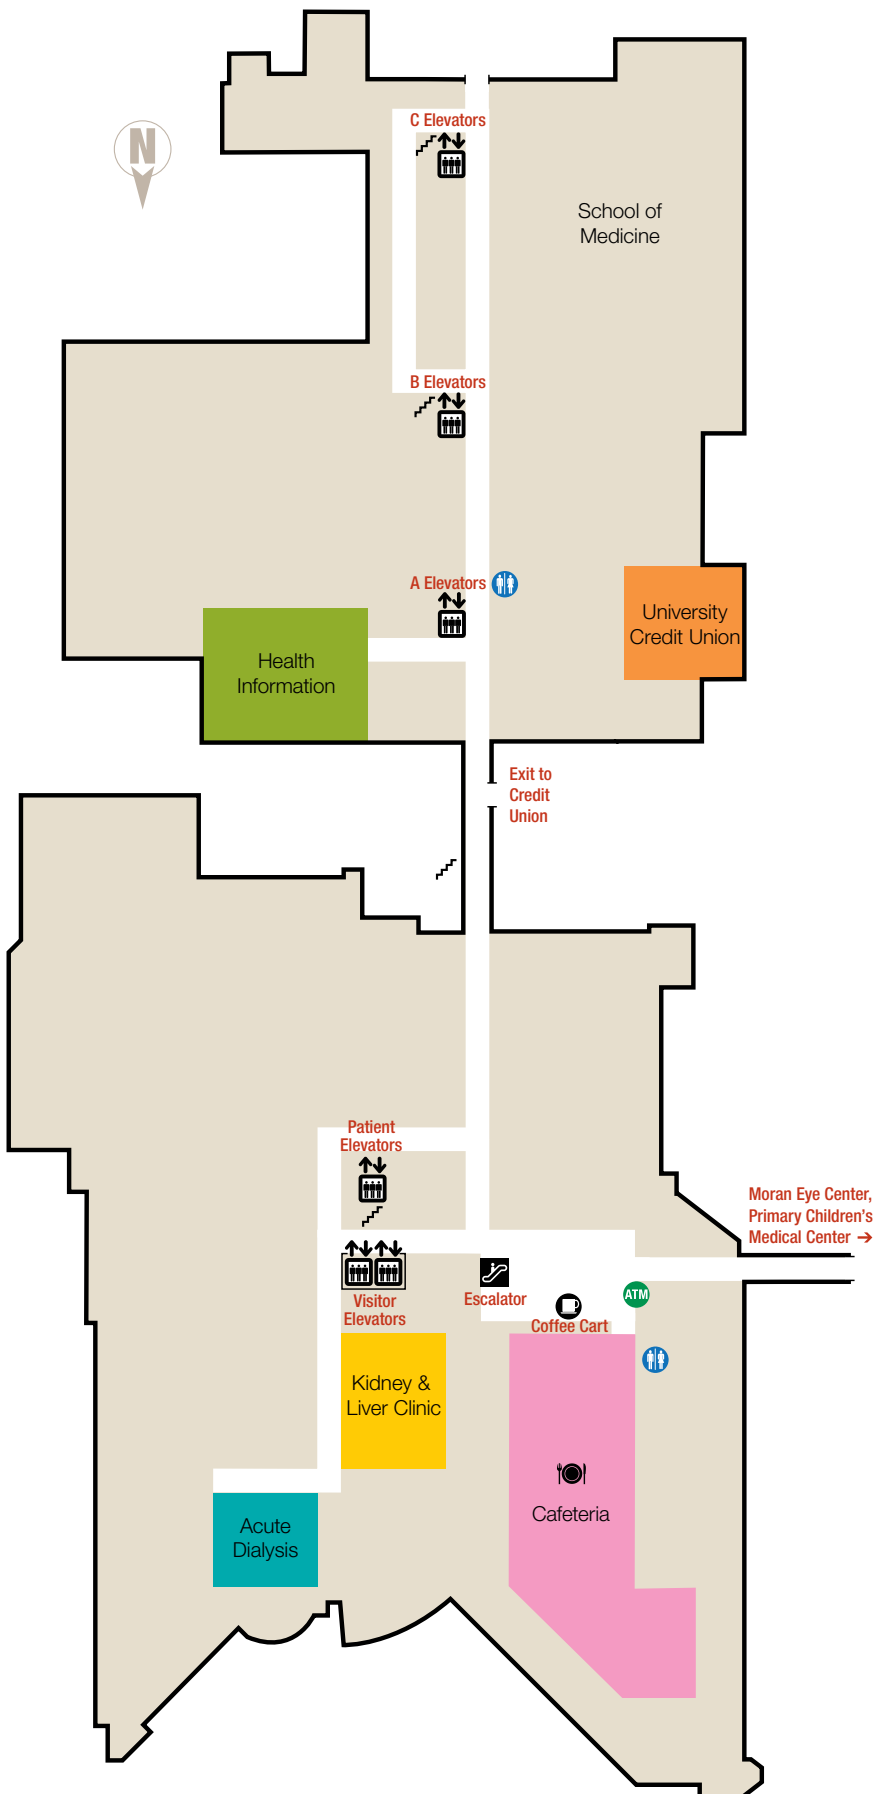 C Elevators
N
School of
Medicine
B Elevators
A Elevators
University
Credit Union
Health
Information
Exit to
Credit
Union
Patient
Elevators
Moran Eye Center,
Primary Children's
Medical Center →
Visitor
Elevators
Escalator
ATM
Coffee Cart
Kidney &
Liver Clinic
Cafeteria
Acute
Dialysis